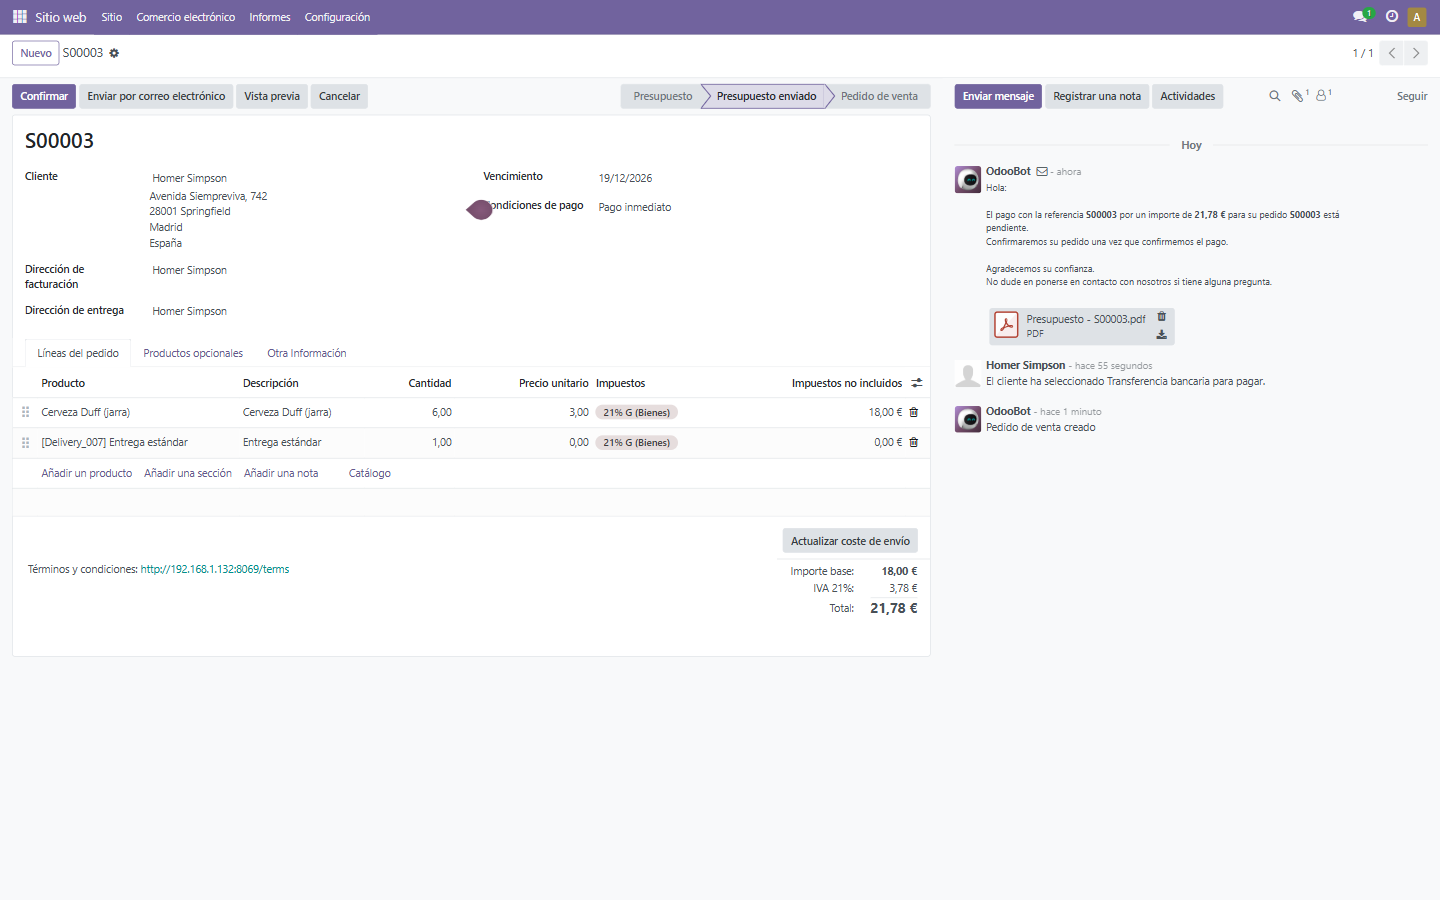 Sitio web Sitio Comercio electrónico Informes Configuración 1 A
Nuevo S00003 1 / 1
Confirmar Enviar por correo electrónico Vista previa Cancelar Presupuesto Presupuesto enviado Pedido de venta
Enviar mensaje Registrar una nota Actividades 1 1 Seguir
S00003
Cliente Homer Simpson
Avenida Siempreviva, 742
28001 Springfield
Madrid
España
Vencimiento 19/12/2026
ondiciones de pago Pago inmediato
Dirección de facturación Homer Simpson
Dirección de entrega Homer Simpson
Líneas del pedido Productos opcionales Otra Información
Producto Descripción Cantidad Precio unitario Impuestos Impuestos no incluidos
Cerveza Duff (jarra) Cerveza Duff (jarra) 6,00 3,00 21% G (Bienes) 18,00 €
[Delivery_007] Entrega estándar Entrega estándar 1,00 0,00 21% G (Bienes) 0,00 €
Añadir un producto Añadir una sección Añadir una nota Catálogo
Actualizar coste de envío
Términos y condiciones: http://192.168.1.132:8069/terms
Importe base: 18,00 €
IVA 21%: 3,78 €
Total: 21,78 €
Hoy
OdooBot - ahora
Hola:
El pago con la referencia S00003 por un importe de 21,78 € para su pedido S00003 está
pendiente.
Confirmaremos su pedido una vez que confirmemos el pago.
Agradecemos su confianza.
No dude en ponerse en contacto con nosotros si tiene alguna pregunta.
Presupuesto - S00003.pdf
PDF
Homer Simpson - hace 55 segundos
El cliente ha seleccionado Transferencia bancaria para pagar.
OdooBot - hace 1 minuto
Pedido de venta creado